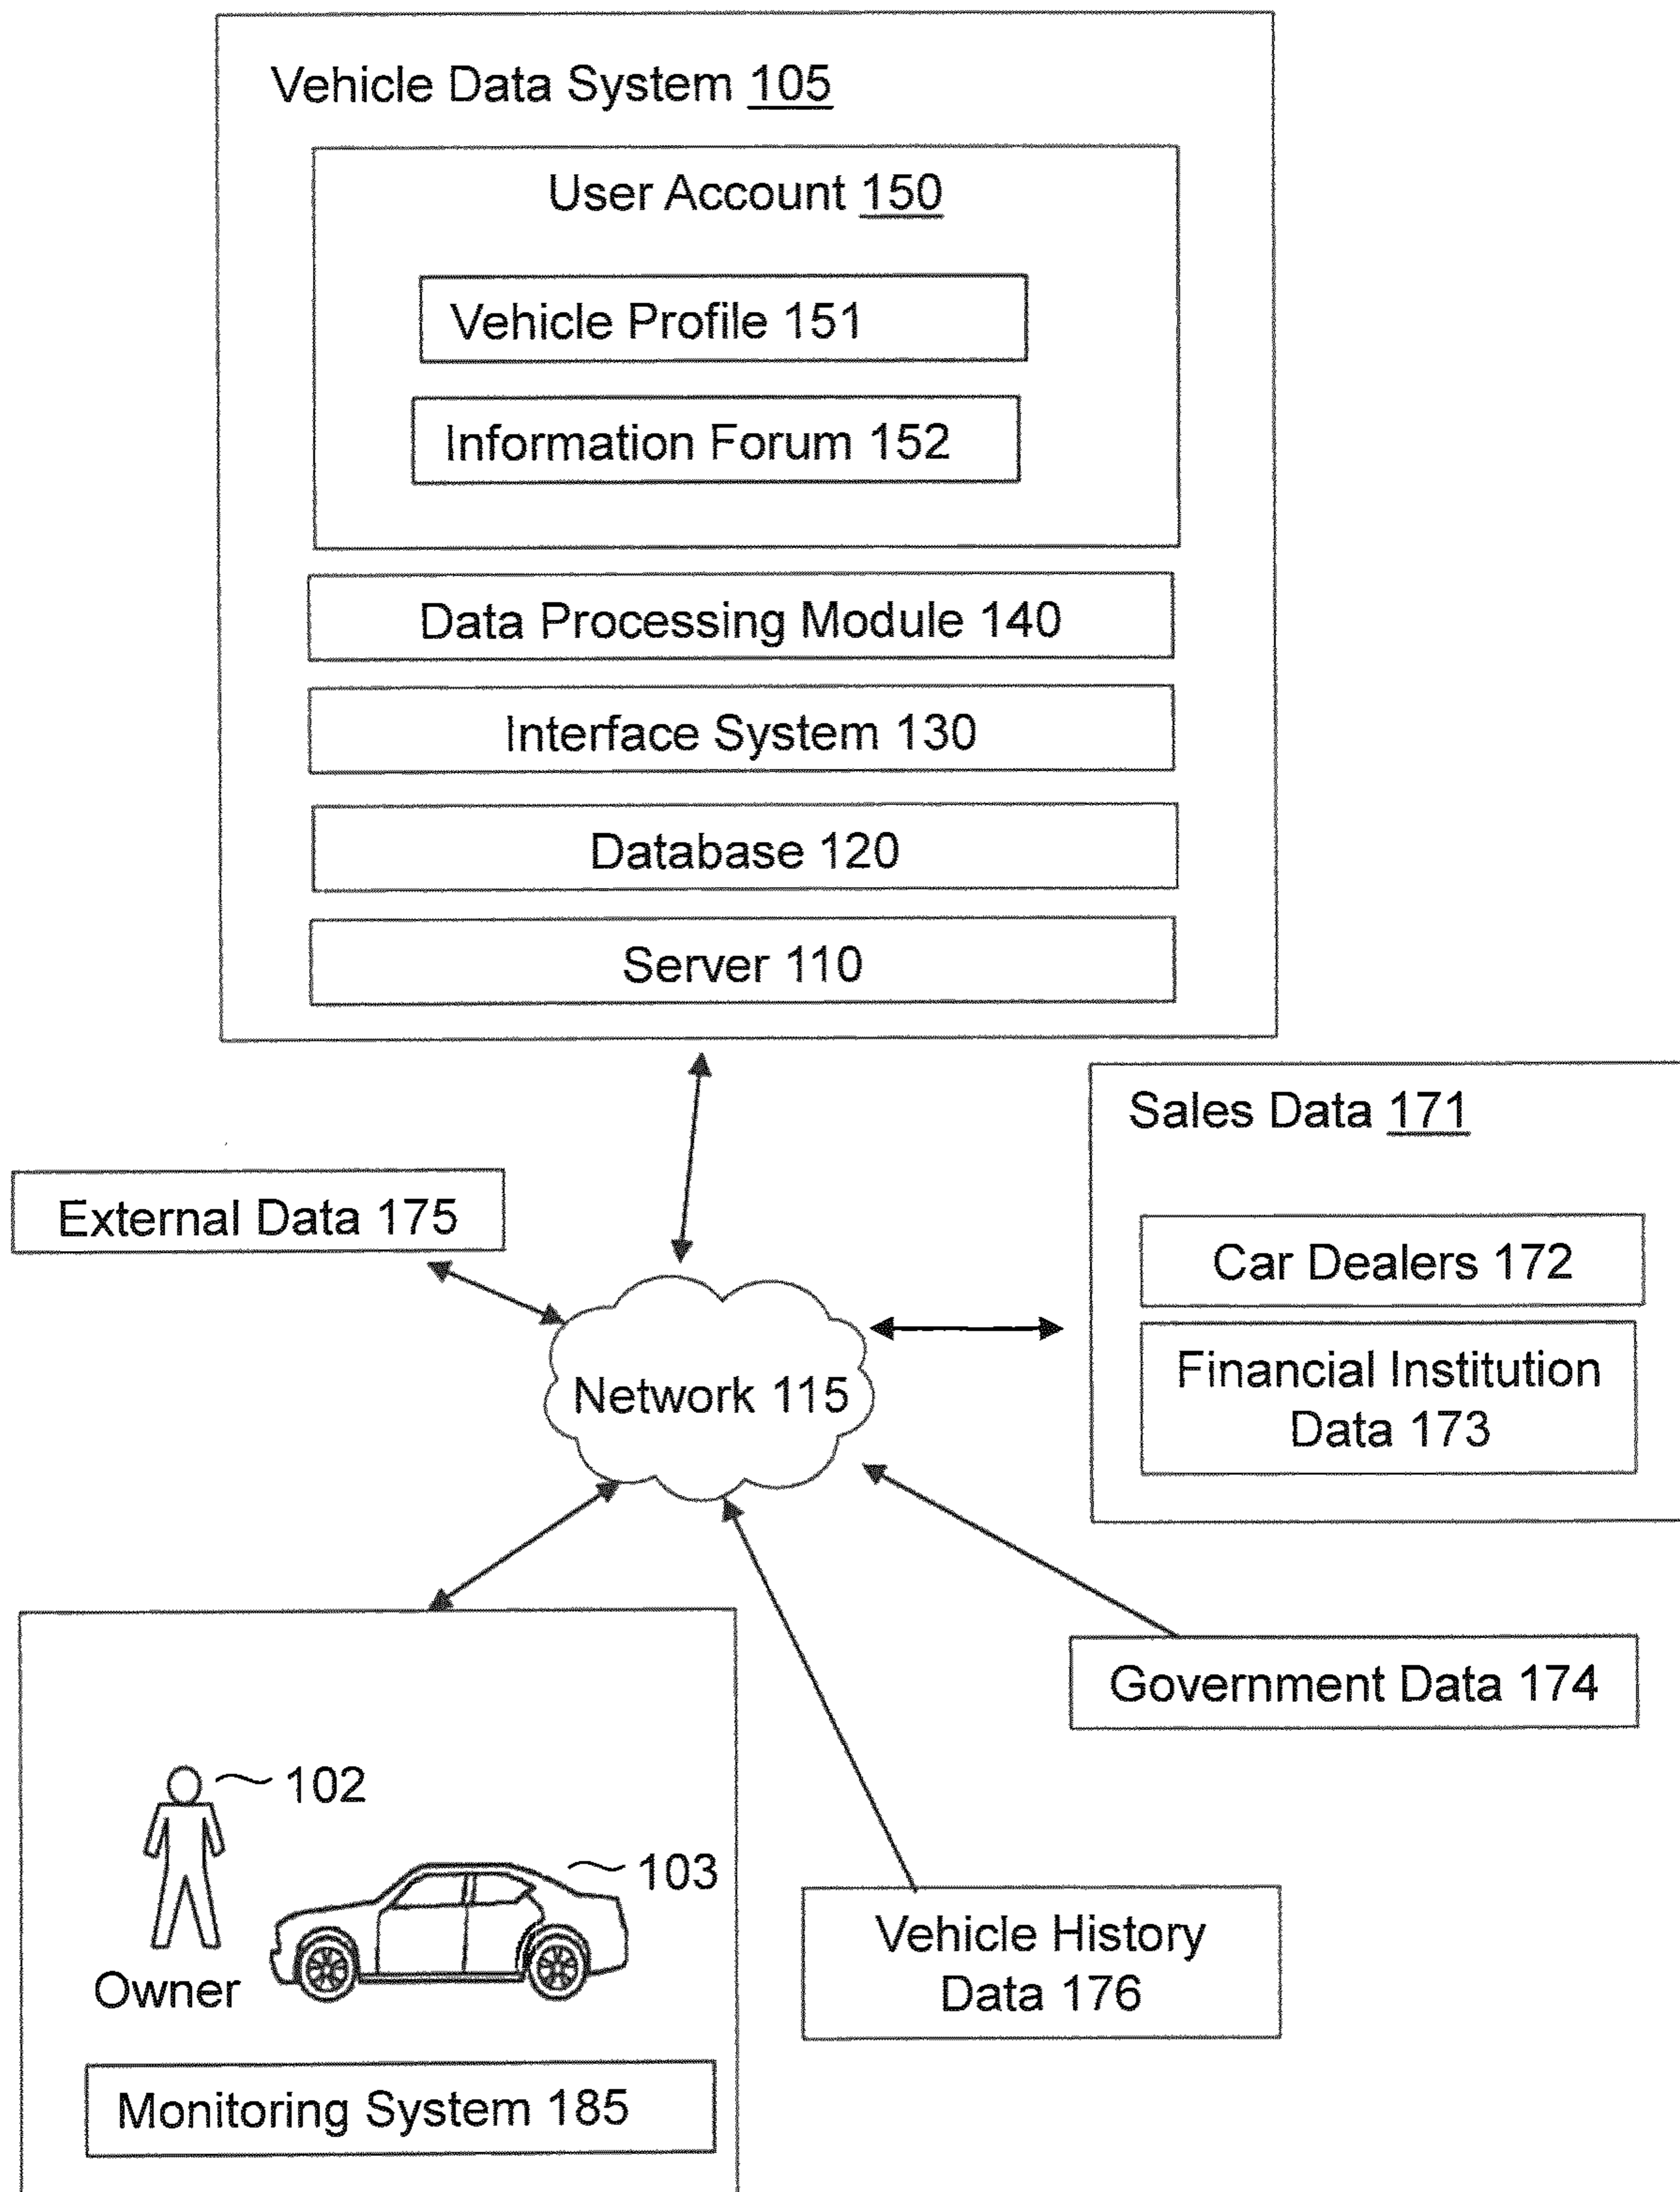 Vehicle Data System 105
User Account 150
Vehicle Profile 151
Information Forum 152
Data Processing Module 140
Interface System 130
Database 120
Server 110
Sales Data 171
External Data 175
Car Dealers 172
Financial Institution
Data 173
Network 115
Government Data 174
102
103
Owner
Vehicle History
Data 176
Monitoring System 185